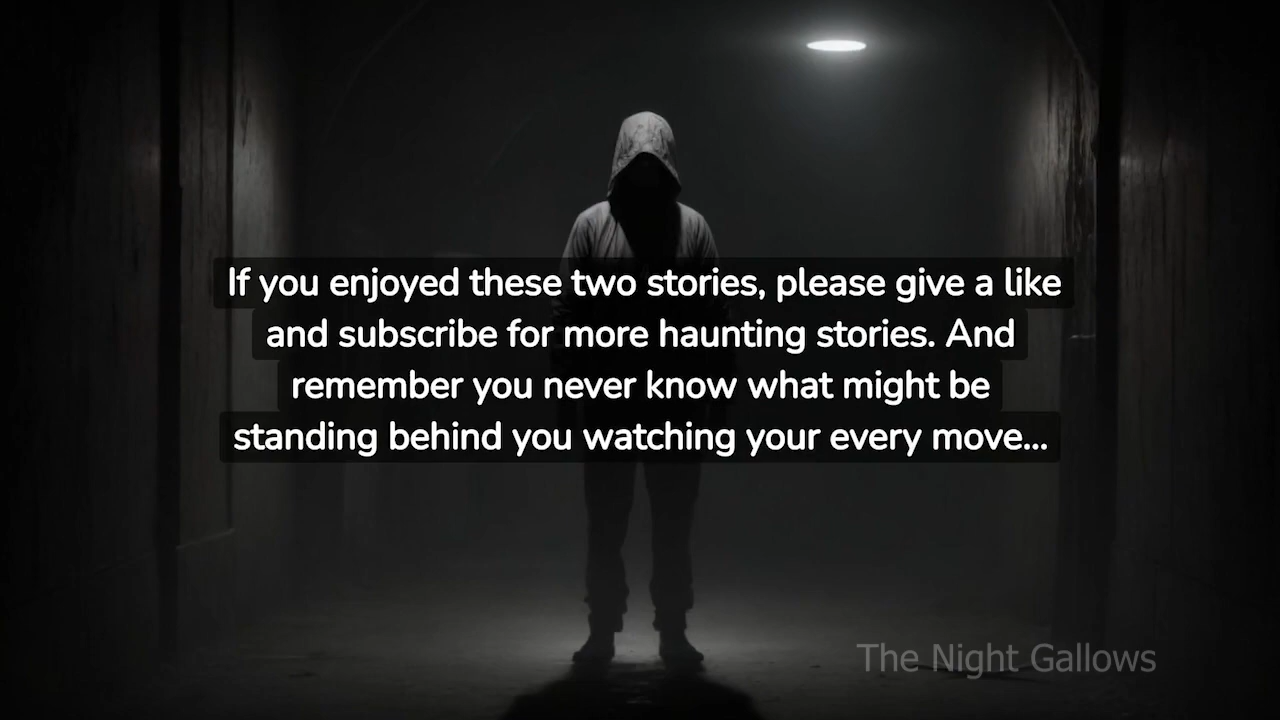 If you enjoyed these two stories, please give a like
and subscribe for more haunting stories. And
remember you never know what might be
standing behind you watching your every move...
The Night Gallows